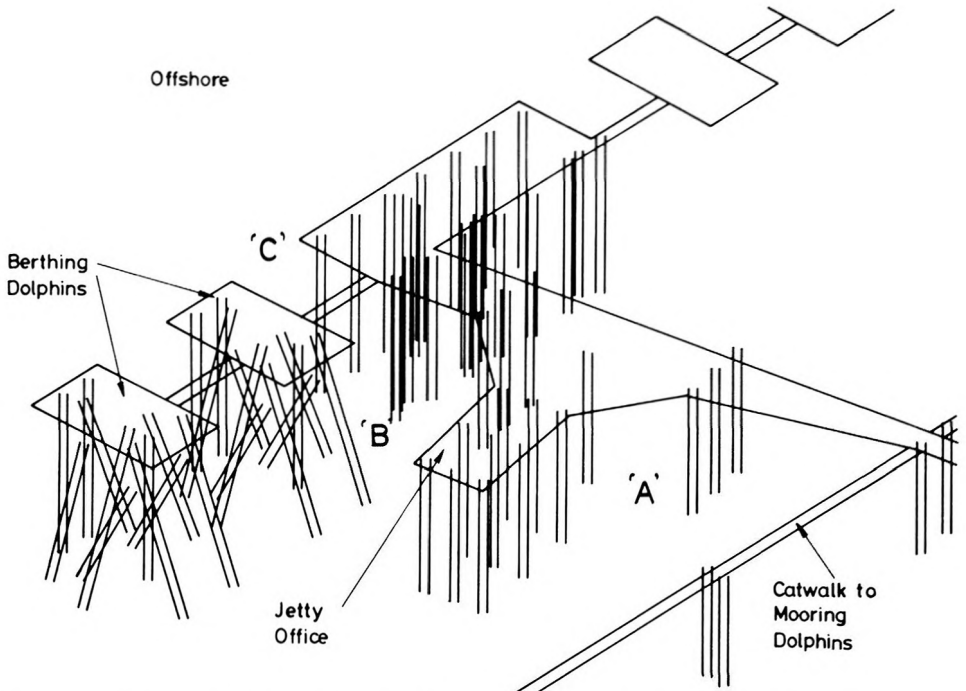 Offshore
'C'
Berthing
Dolphins
'B'
'A'
Jetty
Office
Catwalk to
Mooring
Dolphins